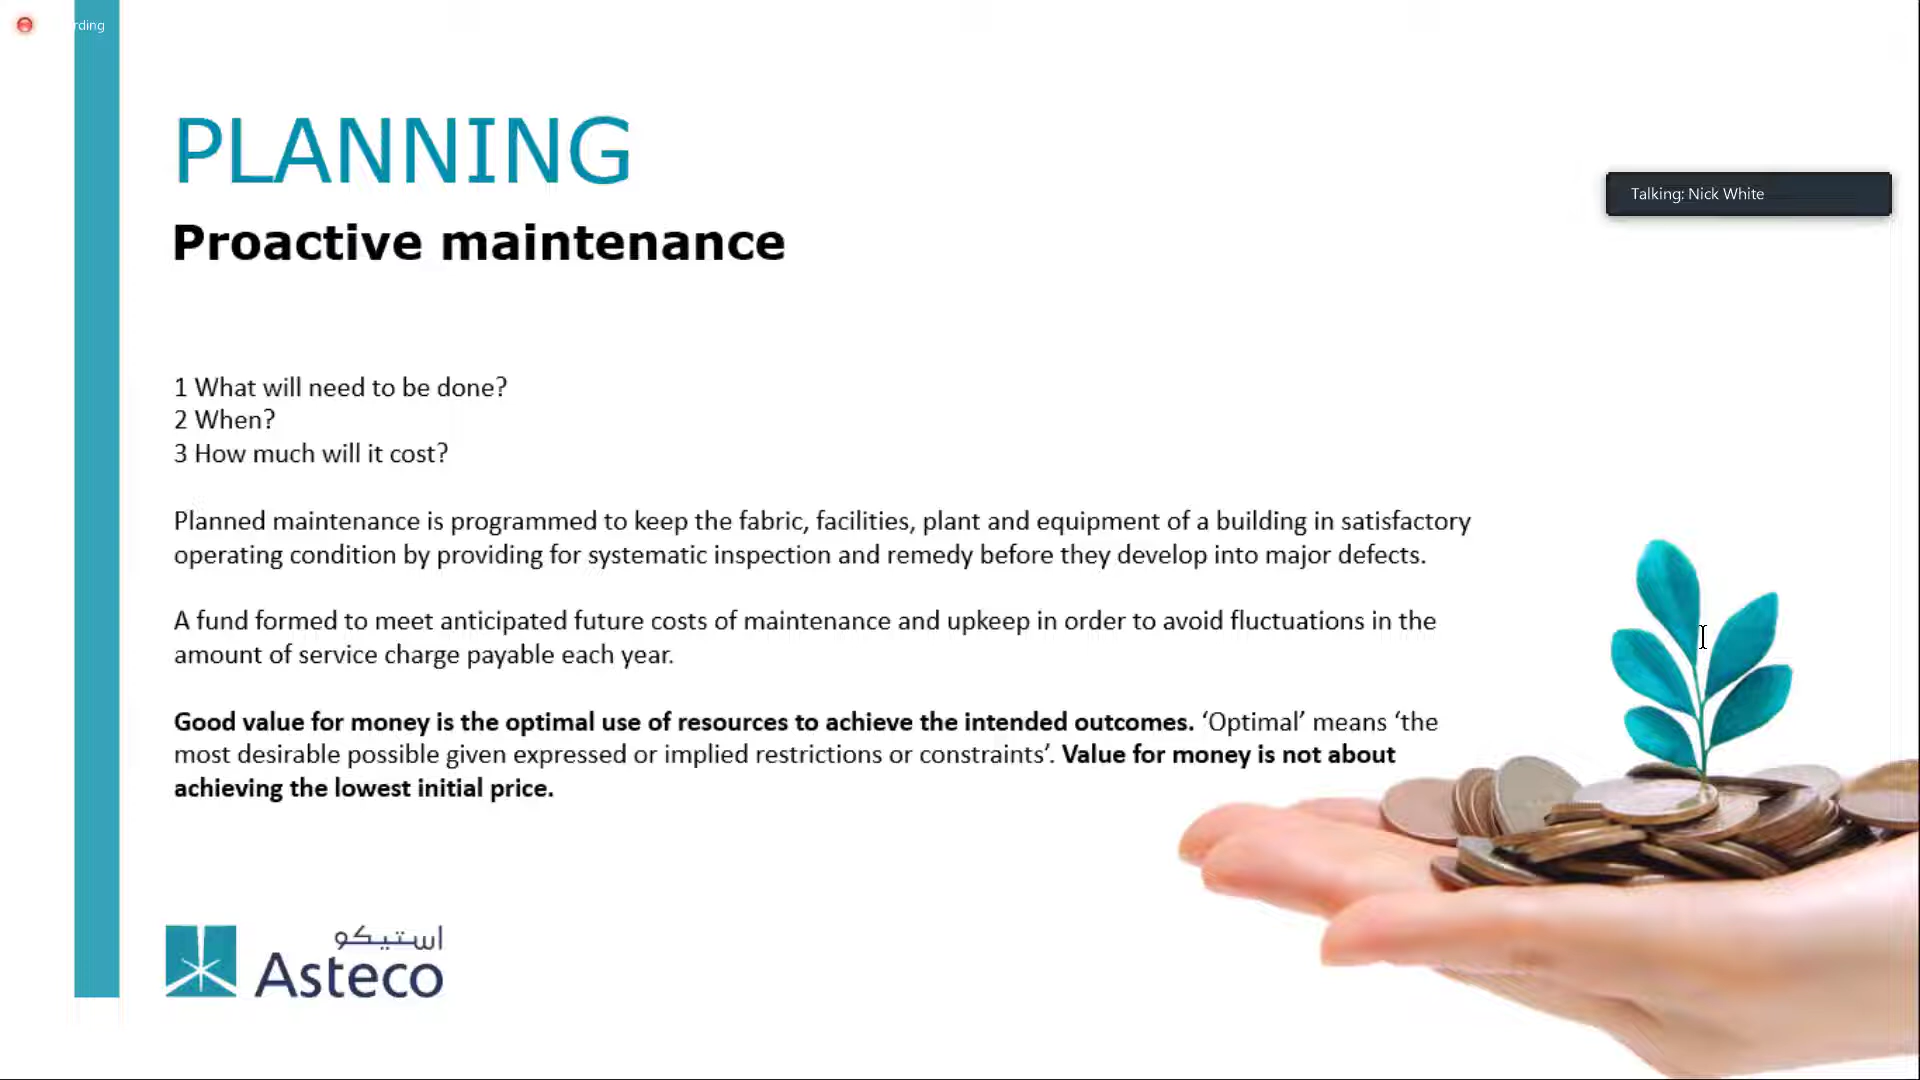 rding
PLANNING
Talking: Nick White
Proactive maintenance
1 What will need to be done?
2 When?
3 How much will it cost?
Planned maintenance is programmed to keep the fabric, facilities, plant and equipment of a building in satisfactory
operating condition by providing for systematic inspection and remedy before they develop into major defects.
A fund formed to meet anticipated future costs of maintenance and upkeep in order to avoid fluctuations in the
amount of service charge payable each year.
Good value for money is the optimal use of resources to achieve the intended outcomes. ‘Optimal’ means ‘the
most desirable possible given expressed or implied restrictions or constraints’. Value for money is not about
achieving the lowest initial price.
استيكو
Asteco